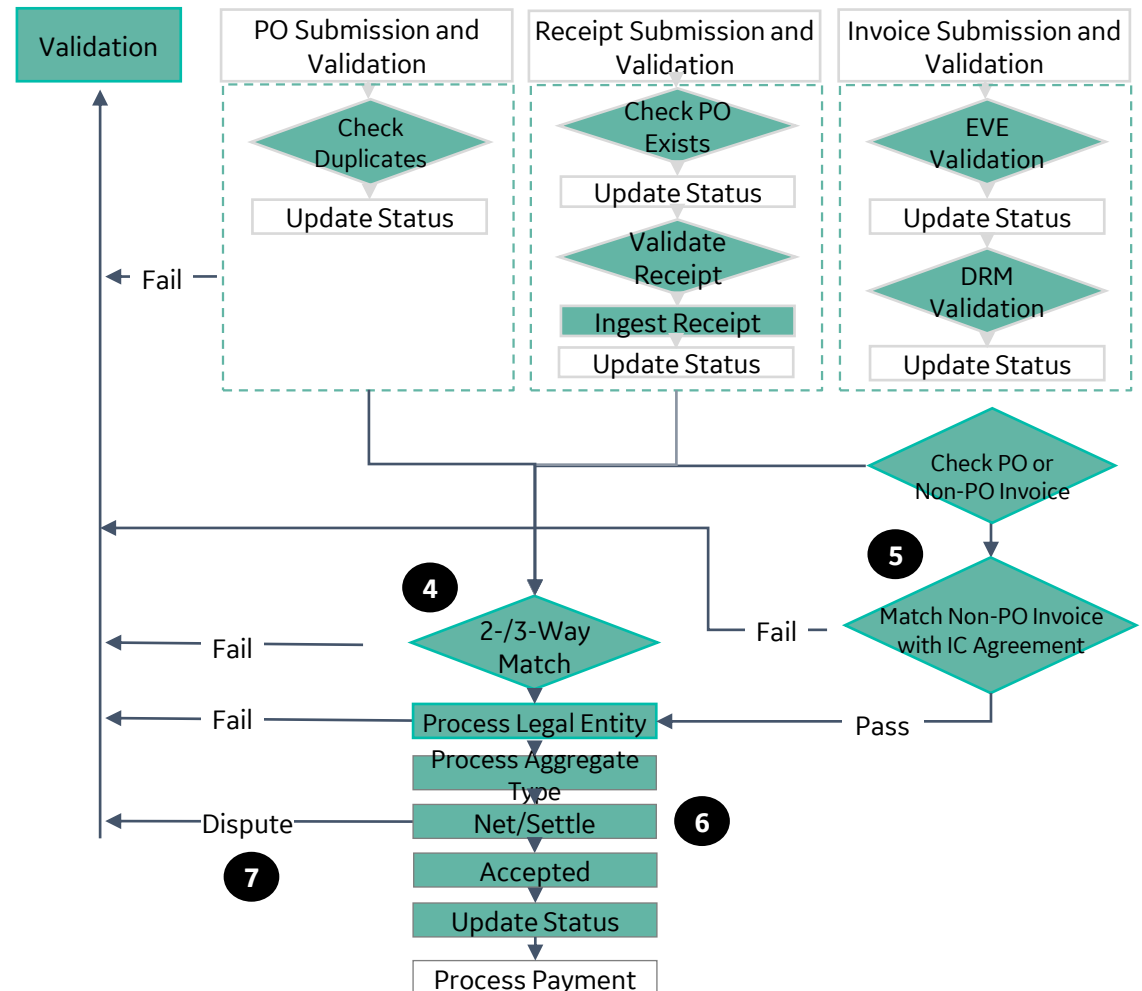 Validation
PO Submission and
Validation
Receipt Submission and
Validation
Invoice Submission and
Validation
Check
Duplicates
Update Status
Check PO
Exists
Update Status
Validate
Receipt
Ingest Receipt
Update Status
EVE
Validation
Update Status
DRM
Validation
Update Status
Fail
Check PO or
Non-PO Invoice
5
4
2-/3-Way
Match
Match Non-PO Invoice
with IC Agreement
Fail
Fail
Fail
Process Legal Entity
Pass
Process Aggregate
Type
Dispute
Net/Settle
6
7
Accepted
Update Status
Process Payment